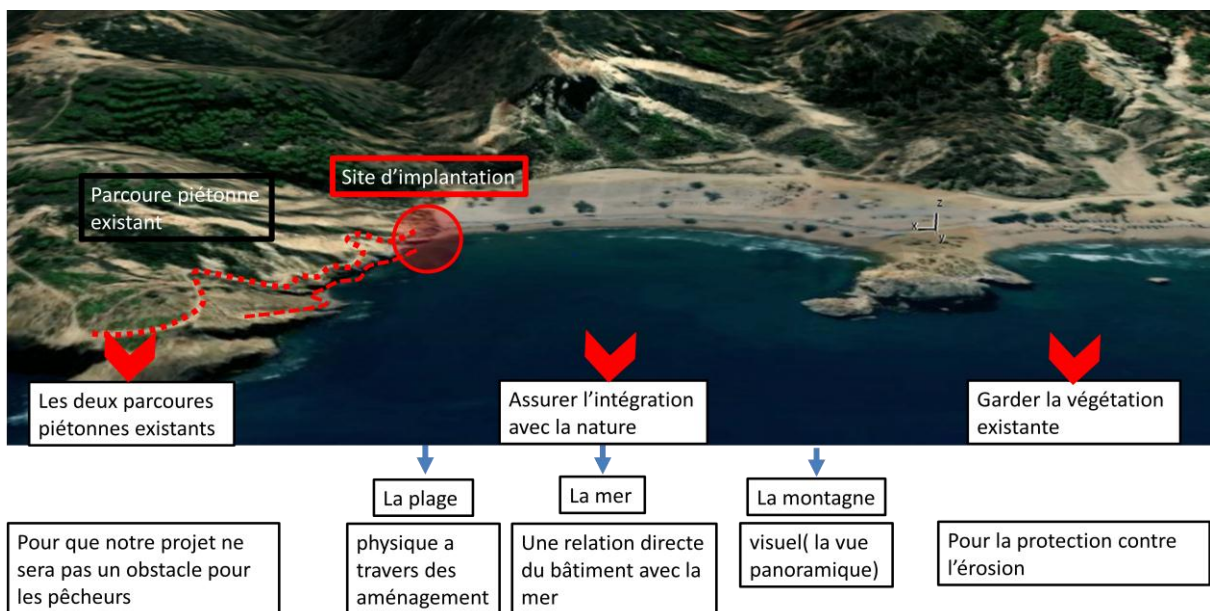 Site d'implantation
Parcoure piétonne
existant
z
x
y
Les deux parcoures
piétonnes existants
Assurer l'intégration
avec la nature
Garder la végétation
existante
La plage
La mer
La montagne
Pour que notre projet ne
sera pas un obstacle pour
les pêcheurs
physique a
travers des
aménagement
Une relation directe
du bâtiment avec la
mer
visuel( la vue
panoramique)
Pour la protection contre
l'érosion